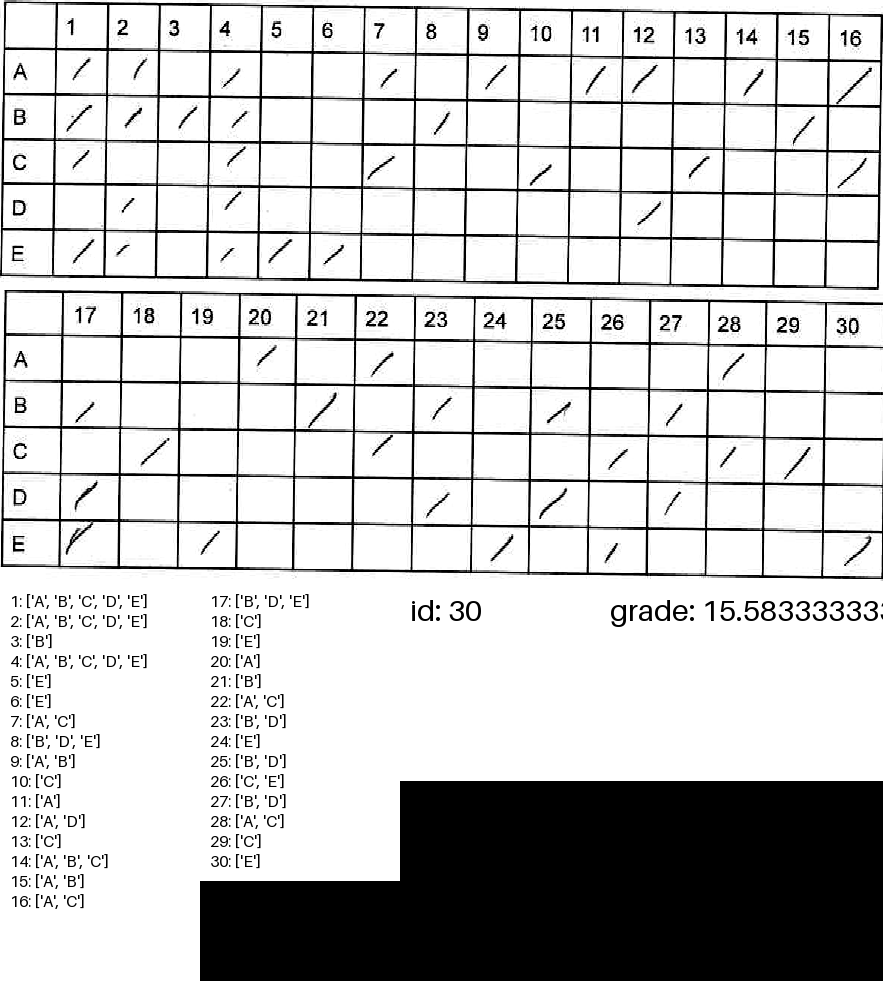 1 2 3 4 5 6 7 8 9 10 11 12 13 14 15 16
A / / / / / / / / /
B / / / / / /
C / / / / / /
D / / /
E / / / / /
17 18 19 20 21 22 23 24 25 26 27 28 29 30
A / / /
B / / / / /
C / / / / /
D / / / /
E / / / / /
1: ['A', 'B', 'C', 'D', 'E']
2: ['A', 'B', 'C', 'D', 'E']
3: ['B']
4: ['A', 'B', 'C', 'D', 'E']
5: ['E']
6: ['E']
7: ['A', 'C']
8: ['B', 'D', 'E']
9: ['A', 'B']
10: ['C']
11: ['A']
12: ['A', 'D']
13: ['C']
14: ['A', 'B', 'C']
15: ['A', 'B']
16: ['A', 'C']
17: ['B', 'D', 'E']
18: ['C']
19: ['E']
20: ['A']
21: ['B']
22: ['A', 'C']
23: ['B', 'D']
24: ['E']
25: ['B', 'D']
26: ['C', 'E']
27: ['B', 'D']
28: ['A', 'C']
29: ['C']
30: ['E']
id: 30
grade: 15.583333333